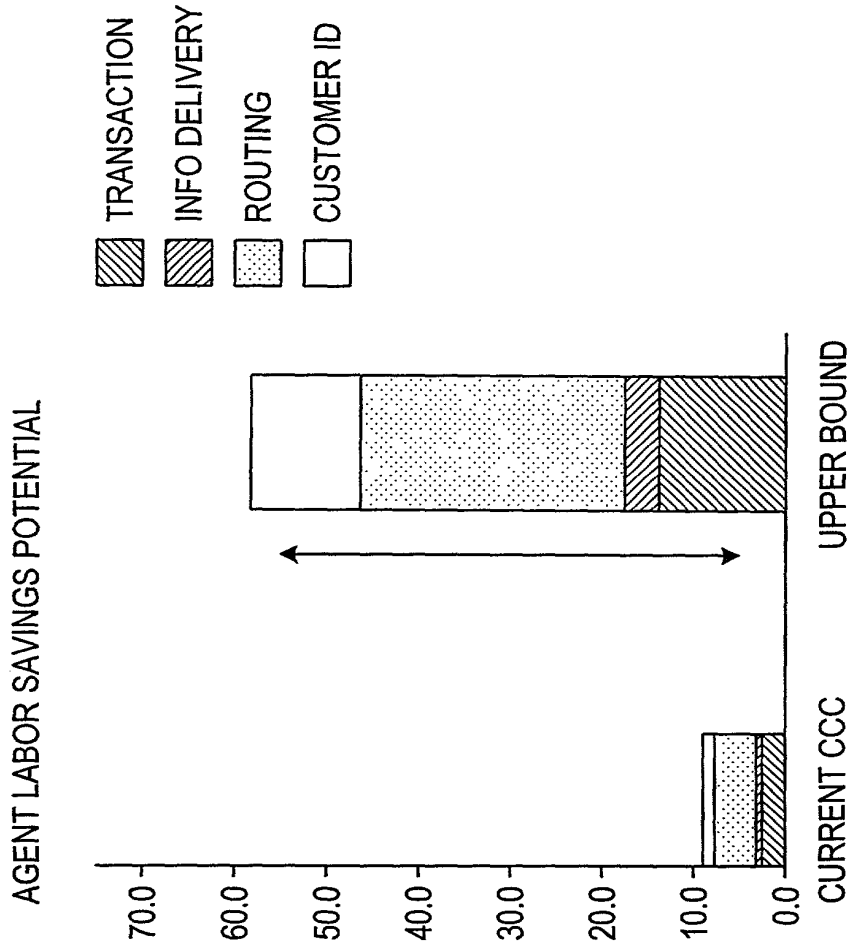 AGENT LABOR SAVINGS POTENTIAL
TRANSACTION
INFO DELIVERY
ROUTING
CUSTOMER ID
70.0
60.0
50.0
40.0
30.0
20.0
10.0
0.0
CURRENT CCC
UPPER BOUND